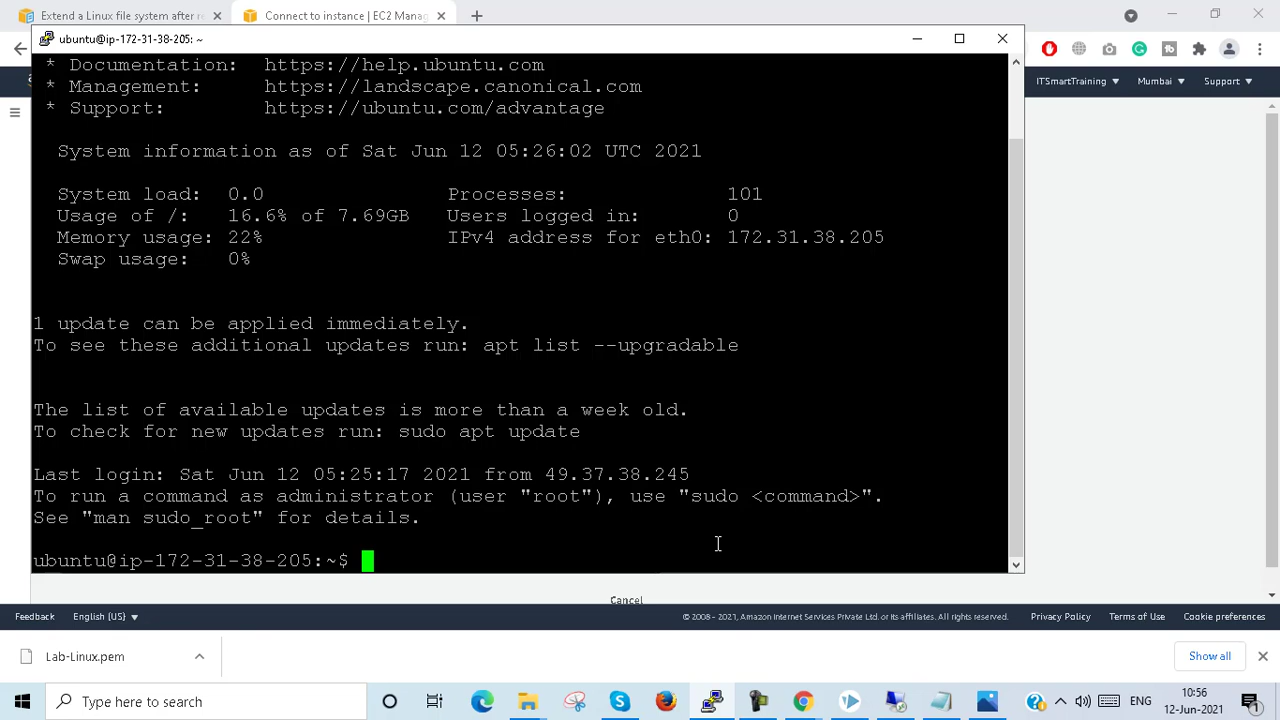 Extend a Linux file system after r
Connect to instance | EC2 Manag
ubuntu@ip-172-31-38-205: ~
ITSmartTraining
Mumbai
Support
* Documentation: https://help.ubuntu.com
* Management: https://landscape.canonical.com
* Support: https://ubuntu.com/advantage
System information as of Sat Jun 12 05:26:02 UTC 2021
System load: 0.0 Processes: 101
Usage of /: 16.6% of 7.69GB Users logged in: 0
Memory usage: 22% IPv4 address for eth0: 172.31.38.205
Swap usage: 0%
1 update can be applied immediately.
To see these additional updates run: apt list --upgradable
The list of available updates is more than a week old.
To check for new updates run: sudo apt update
Last login: Sat Jun 12 05:25:17 2021 from 49.37.38.245
To run a command as administrator (user "root"), use "sudo <command>".
See "man sudo_root" for details.
ubuntu@ip-172-31-38-205:~$
Cancel
Feedback English (US) © 2008 - 2021, Amazon Internet Services Private Ltd. or its affiliates. All rights reserved. Privacy Policy Terms of Use Cookie preferences
Lab-Linux.pem
Show all
Type here to search
ENG
10:56
12-Jun-2021
1